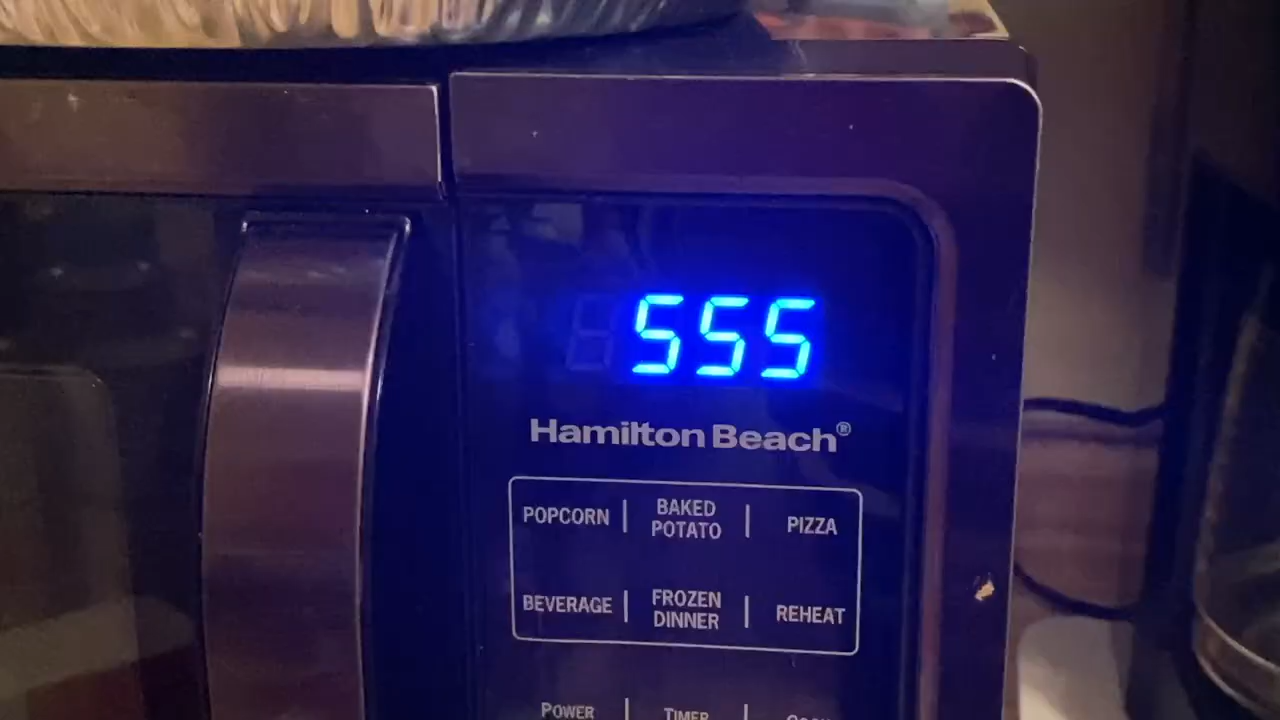 555
Hamilton Beach®
POPCORN | BAKED POTATO | PIZZA
BEVERAGE | FROZEN DINNER | REHEAT
POWER | TIMER |